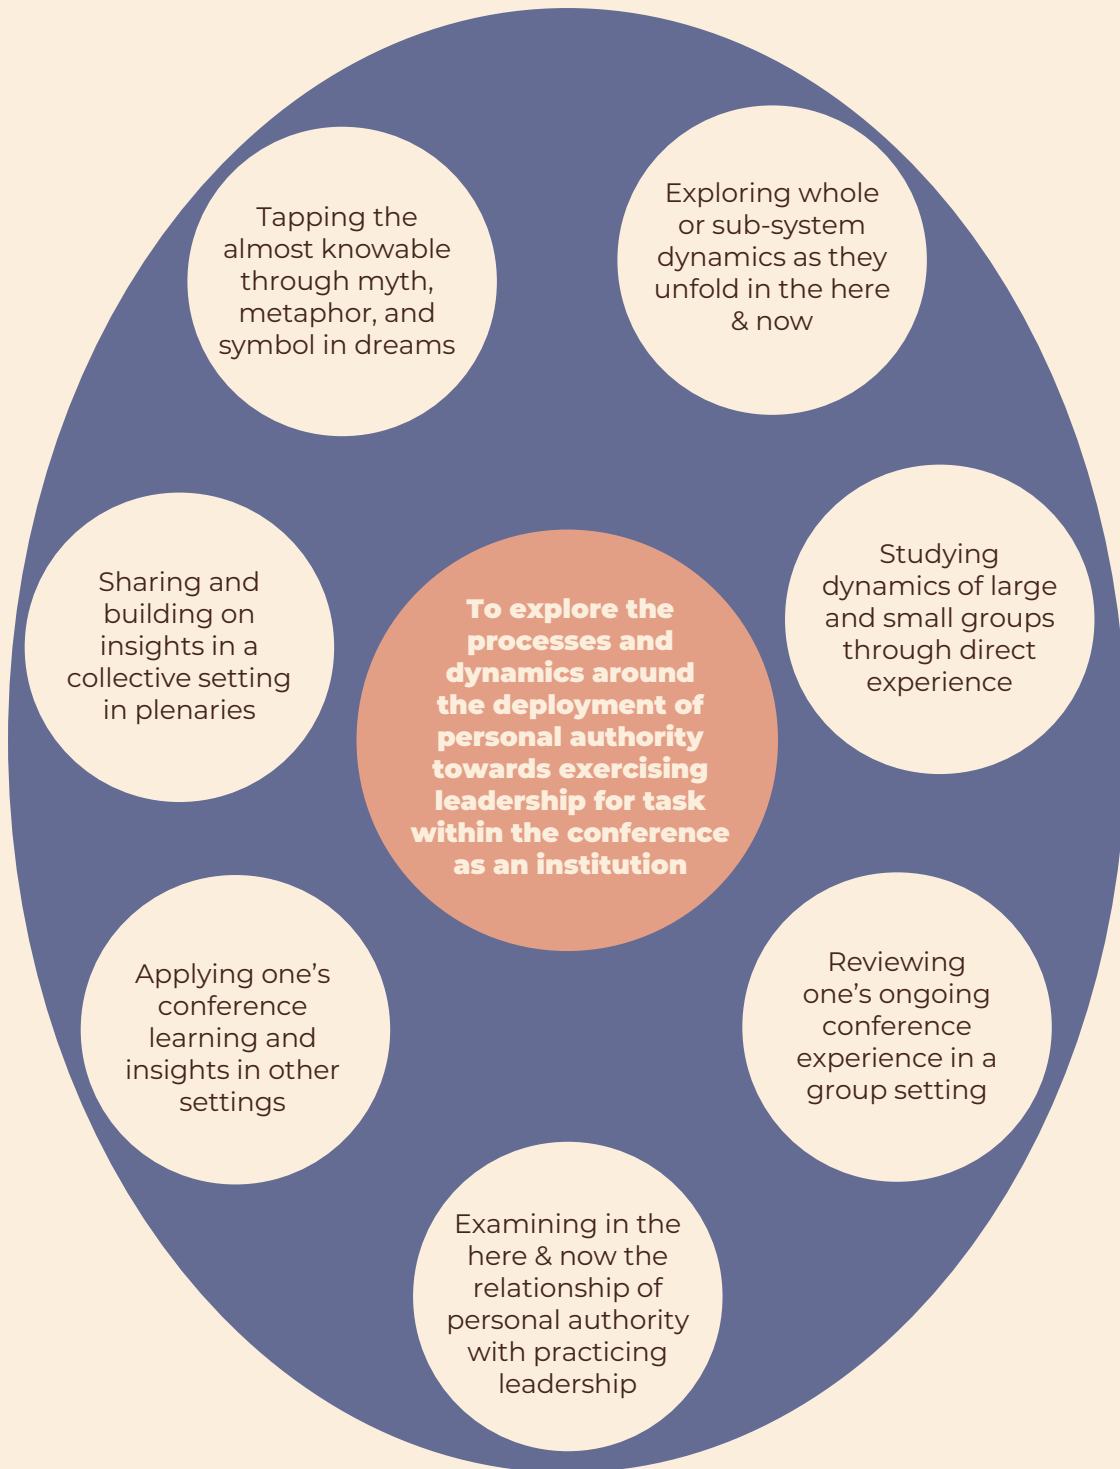 Tapping the
almost knowable
through myth,
metaphor, and
symbol in dreams
Exploring whole
or sub-system
dynamics as they
unfold in the here
& now
Sharing and
building on
insights in a
collective setting
in plenaries
To explore the
processes and
dynamics around
the deployment of
personal authority
towards exercising
leadership for task
within the conference
as an institution
Studying
dynamics of large
and small groups
through direct
experience
Applying one’s
conference
learning and
insights in other
settings
Reviewing
one’s ongoing
conference
experience in a
group setting
Examining in the
here & now the
relationship of
personal authority
with practicing
leadership